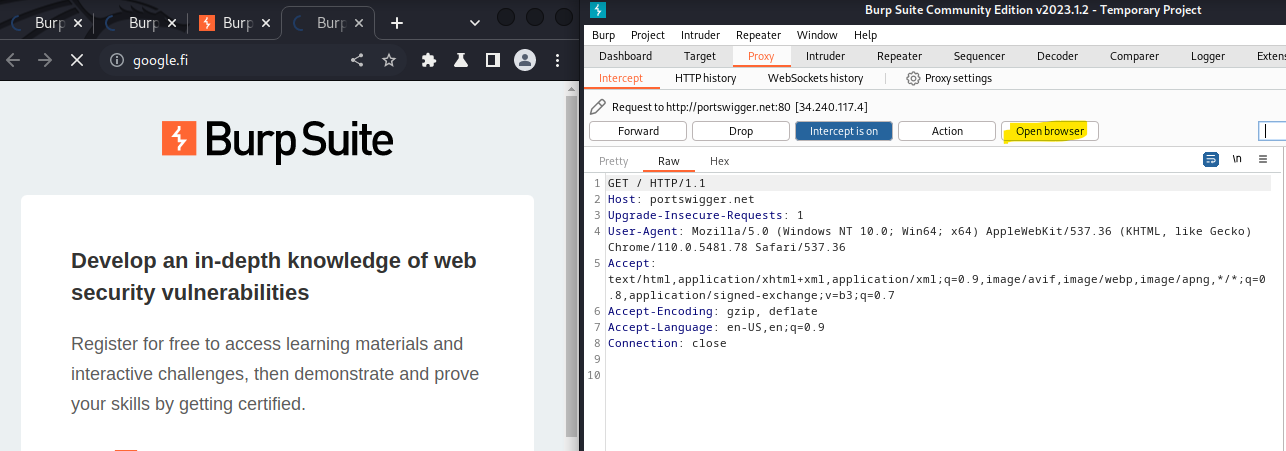 Burp
Burp
Burp
Burp
google.fi
Burp Suite
Develop an in-depth knowledge of web
security vulnerabilities
Register for free to access learning materials and
interactive challenges, then demonstrate and prove
your skills by getting certified.
Burp Suite Community Edition v2023.1.2 - Temporary Project
Burp Project Intruder Repeater Window Help
Dashboard Target Proxy Intruder Repeater Sequencer Decoder Comparer Logger Exten
Intercept HTTP history WebSockets history Proxy settings
Request to http://portswigger.net:80 [34.240.117.4]
Forward Drop Intercept is on Action Open browser
Pretty Raw Hex \n
1 GET / HTTP/1.1
2 Host: portswigger.net
3 Upgrade-Insecure-Requests: 1
4 User-Agent: Mozilla/5.0 (Windows NT 10.0; Win64; x64) AppleWebKit/537.36 (KHTML, like Gecko)
Chrome/110.0.5481.78 Safari/537.36
5 Accept:
text/html,application/xhtml+xml,application/xml;q=0.9,image/avif,image/webp,image/apng,*/*;q=0
.8,application/signed-exchange;v=b3;q=0.7
6 Accept-Encoding: gzip, deflate
7 Accept-Language: en-US,en;q=0.9
8 Connection: close
9
10